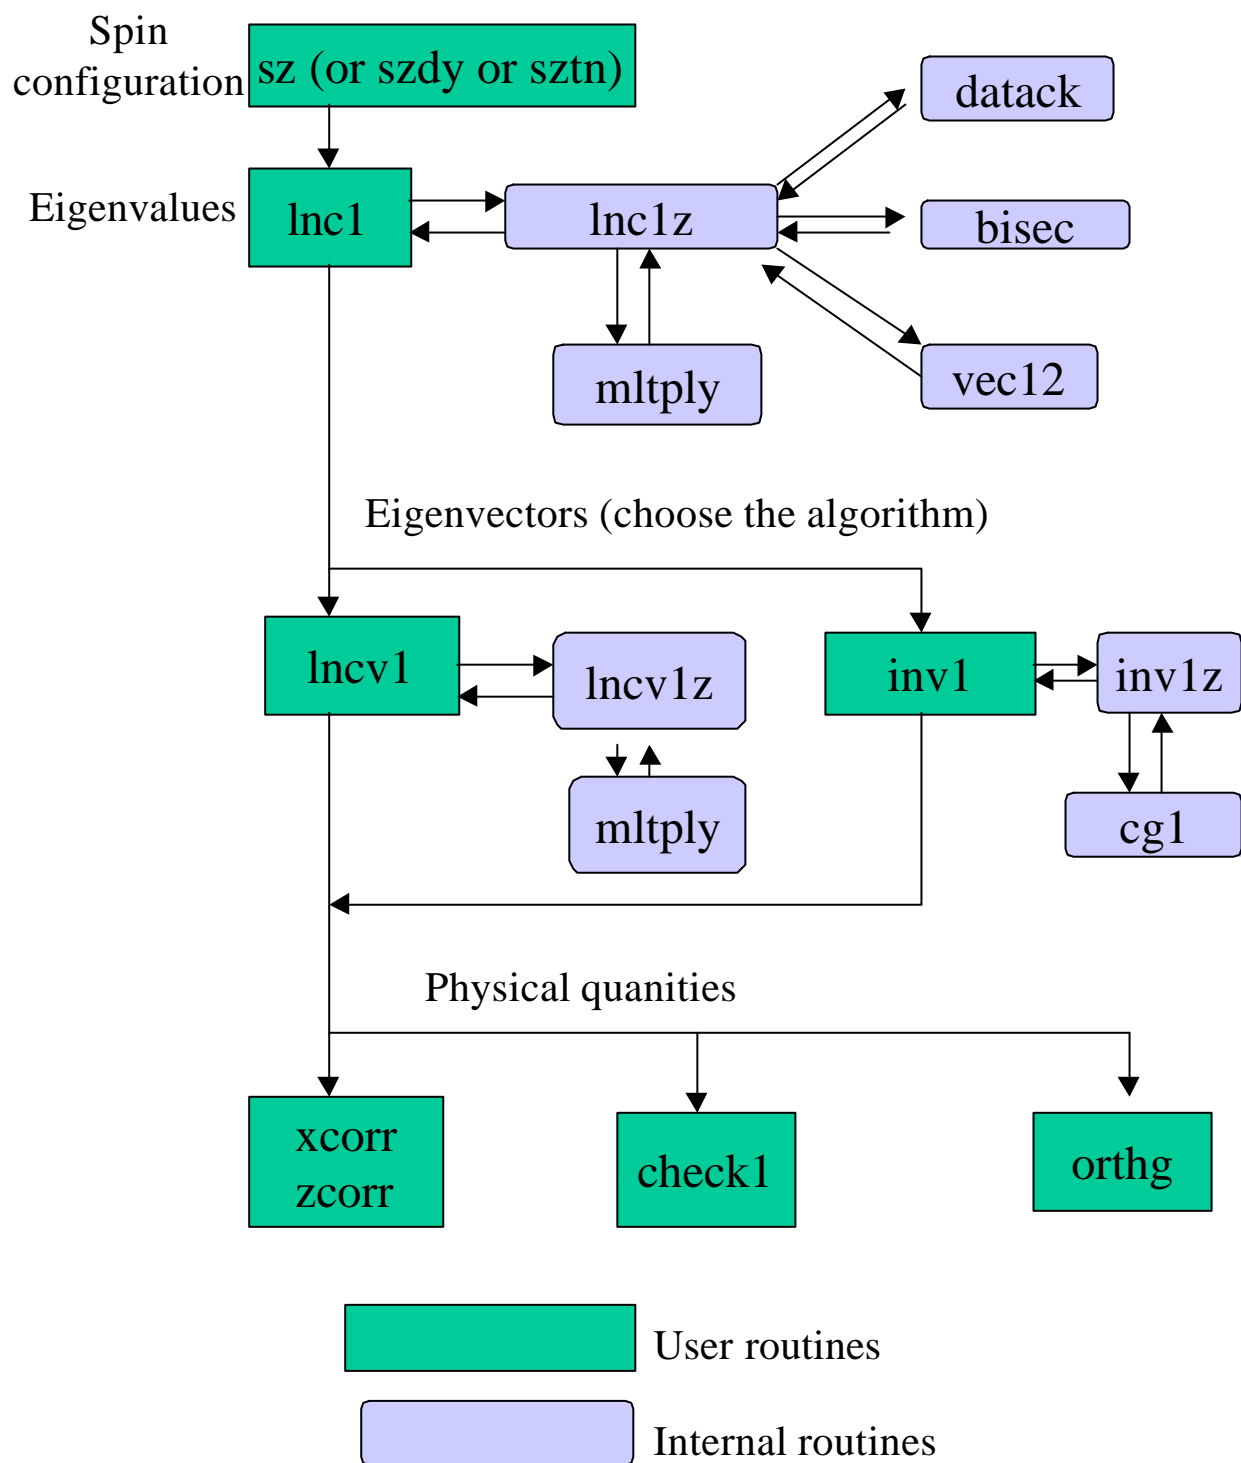 Spin
configuration
sz (or szdy or sztn)
datack
Eigenvalues
lnc1
lnc1z
bisec
mltply
vec12
Eigenvectors (choose the algorithm)
lncv1
lncv1z
inv1
inv1z
mltply
cg1
Physical quanities
xcorr
zcorr
check1
orthg
User routines
Internal routines